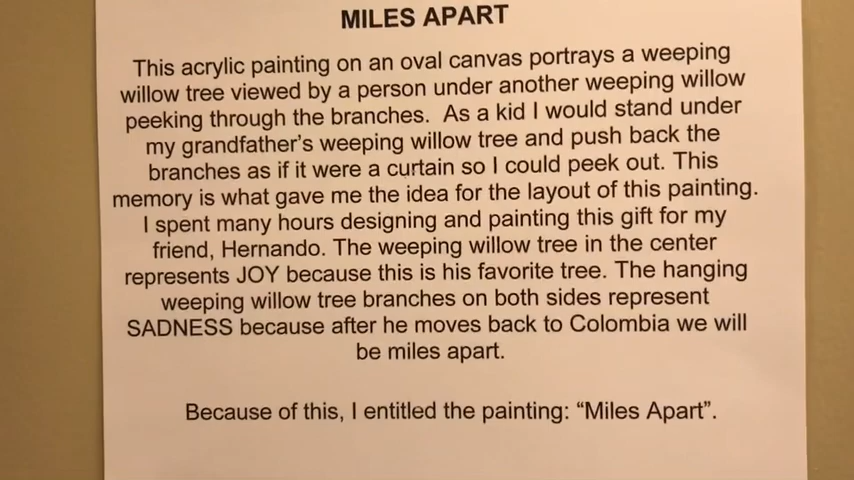 MILES APART
This acrylic painting on an oval canvas portrays a weeping
willow tree viewed by a person under another weeping willow
peeking through the branches.  As a kid I would stand under
my grandfather's weeping willow tree and push back the
branches as if it were a curtain so I could peek out. This
memory is what gave me the idea for the layout of this painting.
I spent many hours designing and painting this gift for my
friend, Hernando. The weeping willow tree in the center
represents JOY because this is his favorite tree. The hanging
weeping willow tree branches on both sides represent
SADNESS because after he moves back to Colombia we will
be miles apart.
Because of this, I entitled the painting: “Miles Apart”.